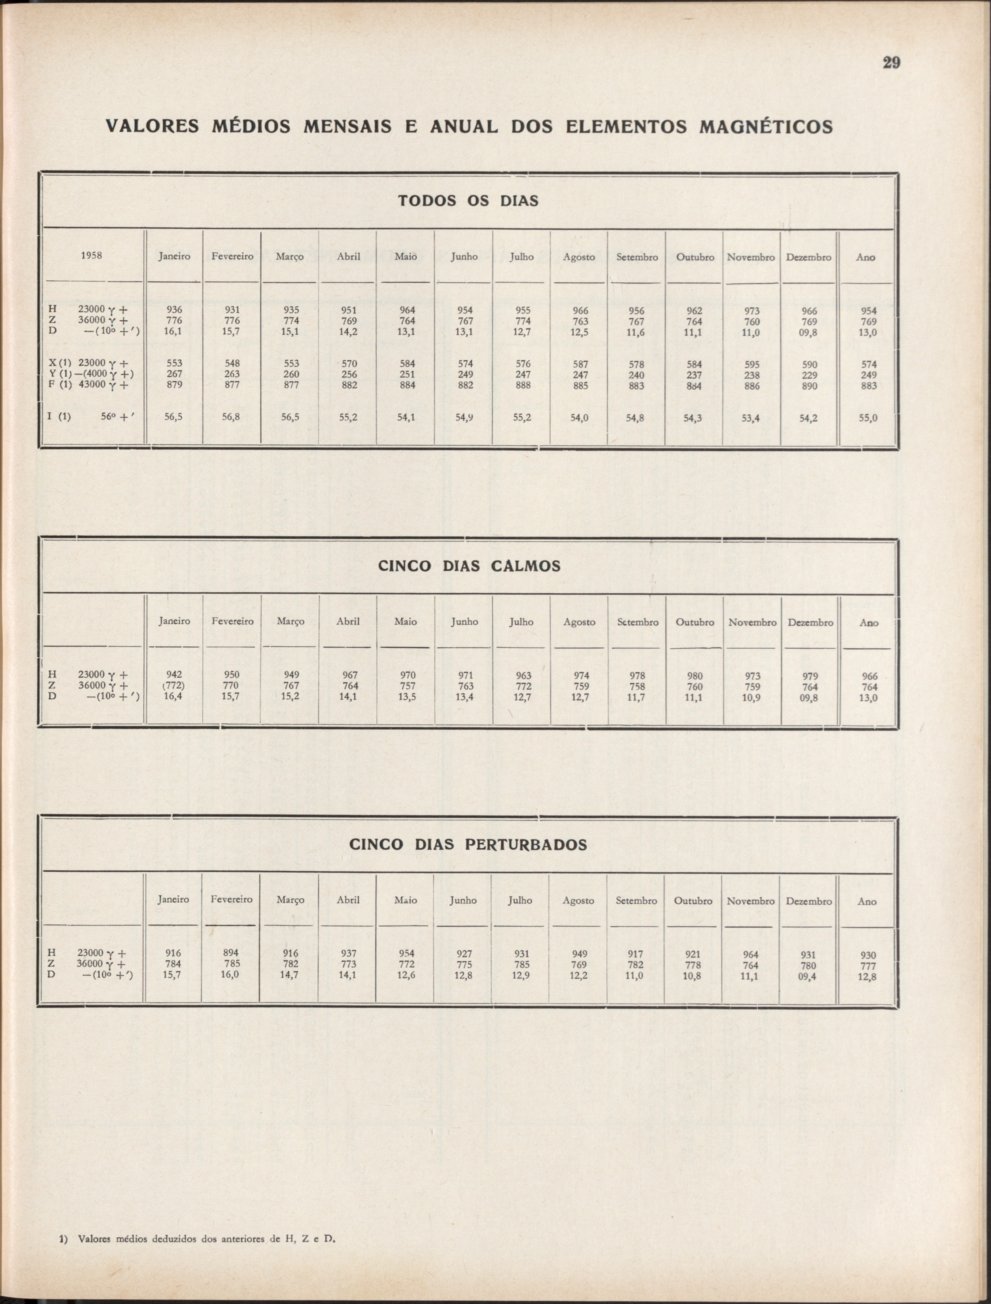 29
VALORES MÉDIOS MENSAIS E ANUAL DOS ELEMENTOS MAGNÉTICOS
TODOS OS DIAS
1958 Janeiro Fevereiro Março Abril Maio Junho Julho Agosto Setembro Outubro Novembro Dezembro Ano
H 23000 γ + 936 931 935 951 964 954 955 966 956 962 973 966 954
Z 36000 γ + 776 776 774 769 764 767 774 763 767 764 760 769 769
D —(10º + ′) 16,1 15,7 15,1 14,2 13,1 13,1 12,7 12,5 11,6 11,1 11,0 09,8 13,0
X (1) 23000 γ + 553 548 553 570 584 574 576 587 578 584 595 590 574
Y (1) —(4000 γ +) 267 263 260 256 251 249 247 247 240 237 238 229 249
F (1) 43000 γ + 879 877 877 882 884 882 888 885 883 884 886 890 883
I (1) 56º + ′ 56,5 56,8 56,5 55,2 54,1 54,9 55,2 54,0 54,8 54,3 53,4 54,2 55,0
CINCO DIAS CALMOS
Janeiro Fevereiro Março Abril Maio Junho Julho Agosto Setembro Outubro Novembro Dezembro Ano
H 23000 γ + 942 950 949 967 970 971 963 974 978 980 973 979 966
Z 36000 γ + (772) 770 767 764 757 763 772 759 758 760 759 764 764
D —(10º + ′) 16,4 15,7 15,2 14,1 13,5 13,4 12,7 12,7 11,7 11,1 10,9 09,8 13,0
CINCO DIAS PERTURBADOS
Janeiro Fevereiro Março Abril Maio Junho Julho Agosto Setembro Outubro Novembro Dezembro Ano
H 23000 γ + 916 894 916 937 954 927 931 949 917 921 964 931 930
Z 36000 γ + 784 785 782 773 772 775 785 769 782 778 764 780 777
D —(10º + ′) 15,7 16,0 14,7 14,1 12,6 12,8 12,9 12,2 11,0 10,8 11,1 09,4 12,8
1) Valores médios deduzidos dos anteriores de H, Z e D.